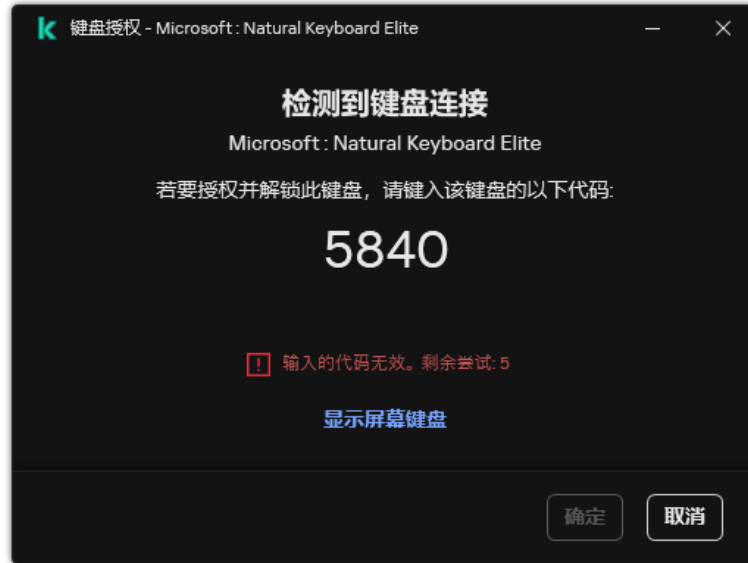 键盘授权 - Microsoft: Natural Keyboard Elite
检测到键盘连接
Microsoft: Natural Keyboard Elite
若要授权并解锁此键盘，请键入该键盘的以下代码:
5840
输入的代码无效。剩余尝试: 5
显示屏幕键盘
确定 取消